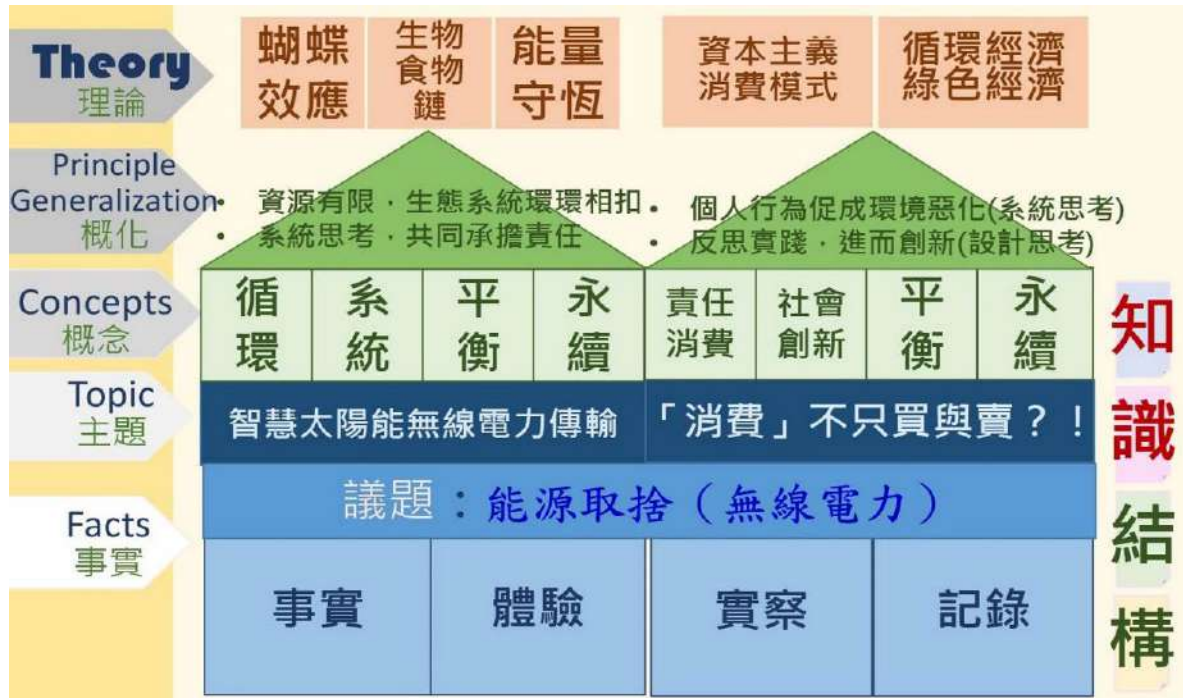 Theory
理論
蝴蝶
效應
生物
食物
鏈
能量
守恆
資本主義
消費模式
循環經濟
綠色經濟
Principle
Generalization
概化
• 資源有限，生態系統環環相扣
• 系統思考，共同承擔責任
• 個人行為促成環境惡化(系統思考)
• 反思實踐，進而創新(設計思考)
Concepts
概念
循
環
系
統
平
衡
永
續
責任
消費
社會
創新
平
衡
永
續
Topic
主題
智慧太陽能無線電力傳輸
「消費」不只買與賣？！
議題：能源取捨（無線電力）
Facts
事實
事實
體驗
實察
記錄
知
識
結
構